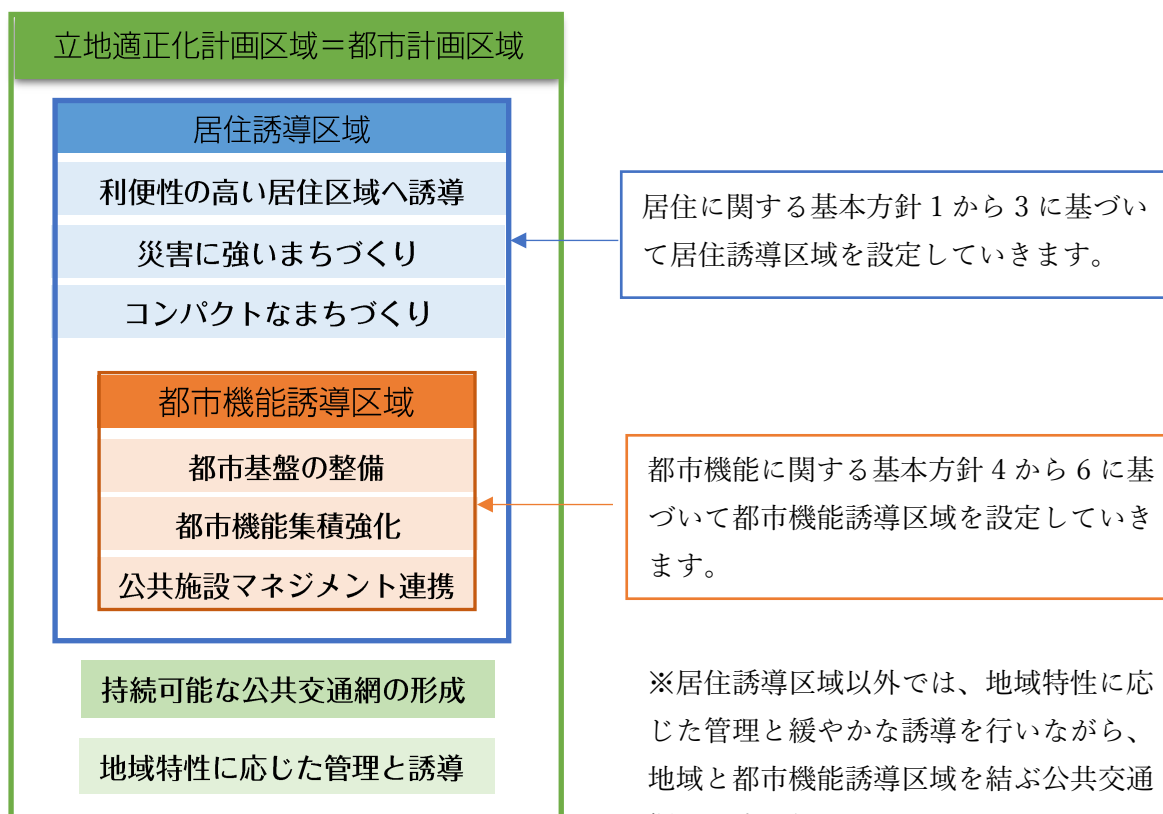 立地適正化計画区域＝都市計画区域
居住誘導区域
利便性の高い居住区域へ誘導
災害に強いまちづくり
コンパクトなまちづくり
都市機能誘導区域
都市基盤の整備
都市機能集積強化
公共施設マネジメント連携
持続可能な公共交通網の形成
地域特性に応じた管理と誘導
居住に関する基本方針 1 から 3 に基づい
て居住誘導区域を設定していきます。
都市機能に関する基本方針 4 から 6 に基
づいて都市機能誘導区域を設定していき
ます。
※居住誘導区域以外では、地域特性に応
じた管理と緩やかな誘導を行いながら、
地域と都市機能誘導区域を結ぶ公共交通